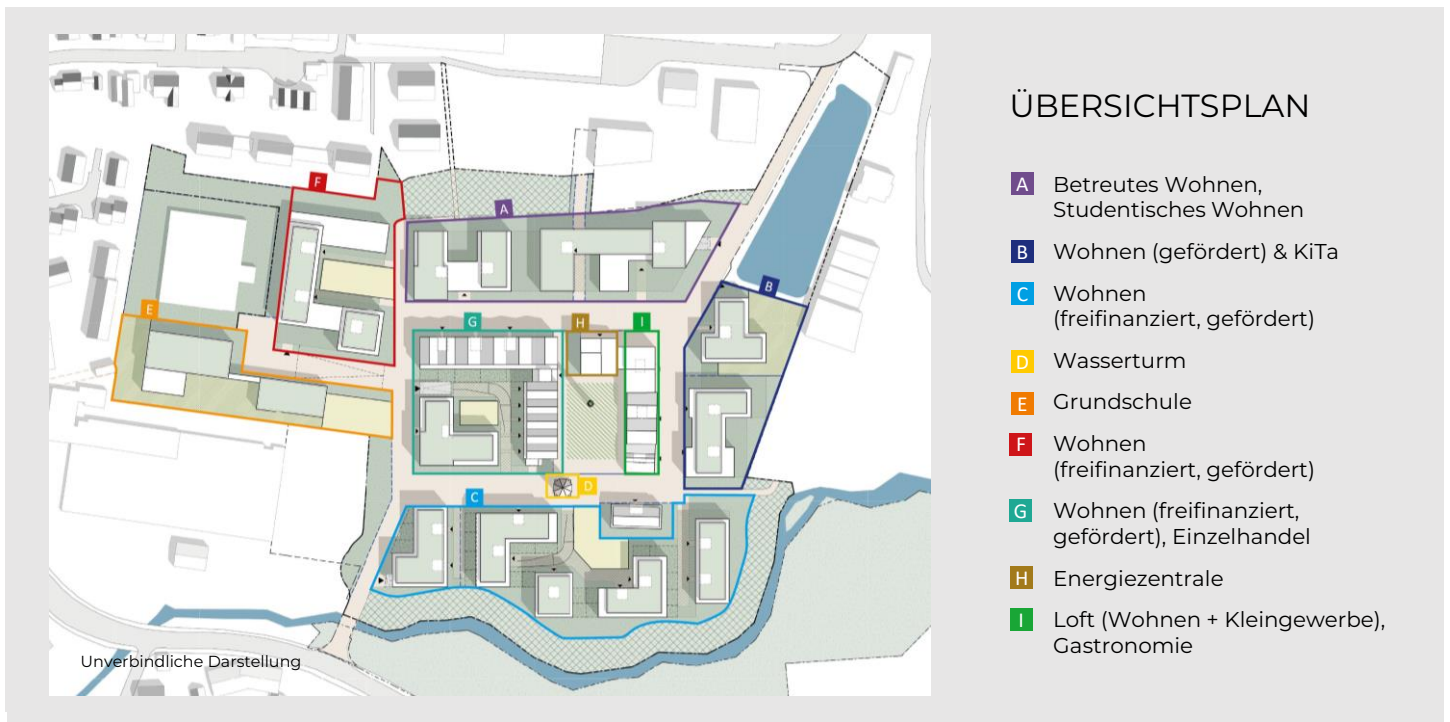 ÜBERSICHTSPLAN
A Betreutes Wohnen,
Studentisches Wohnen
B Wohnen (gefördert) & KiTa
C Wohnen
(freifinanziert, gefördert)
D Wasserturm
E Grundschule
F Wohnen
(freifinanziert, gefördert)
G Wohnen (freifinanziert,
gefördert), Einzelhandel
H Energiezentrale
I Loft (Wohnen + Kleingewerbe),
Gastronomie
F
A
B
E
G
H
I
D
C
Unverbindliche Darstellung